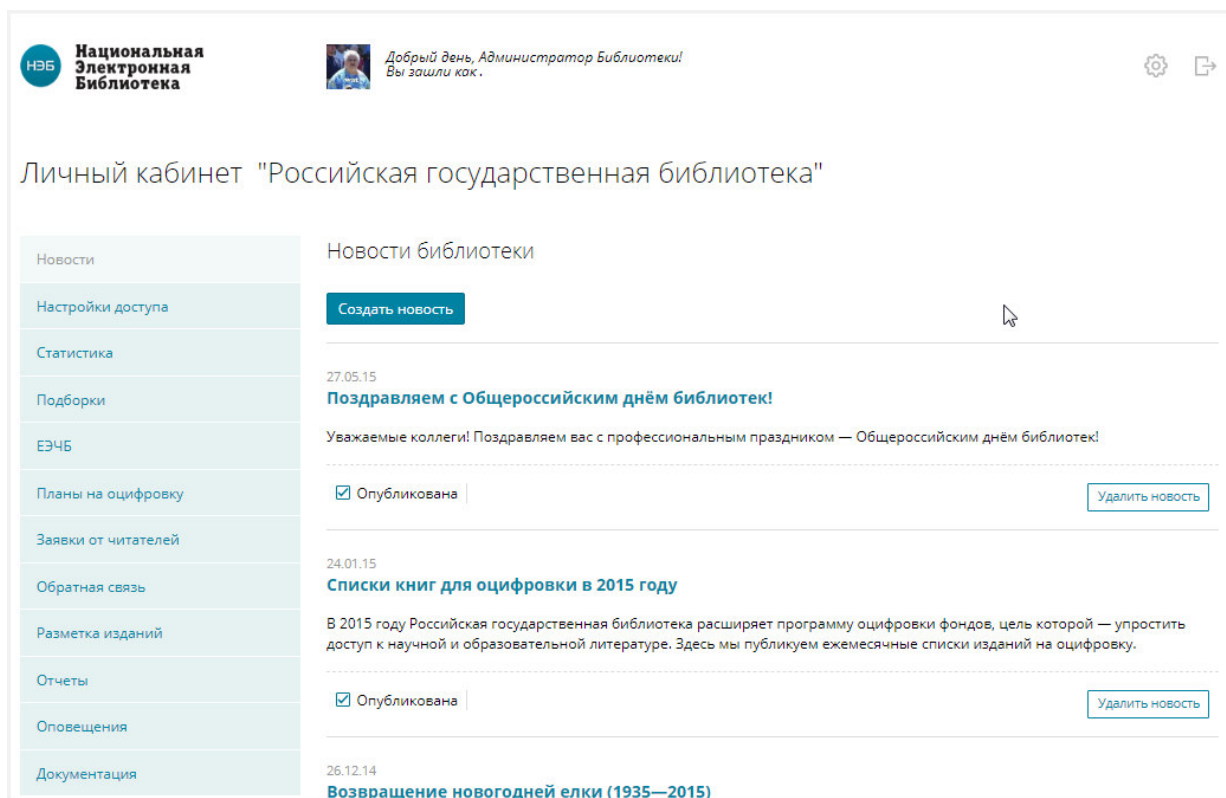 НЭБ
Национальная
Электронная
Библиотека
Добрый день, Администратор Библиотеки!
Вы зашли как .
Личный кабинет "Российская государственная библиотека"
Новости
Настройки доступа
Статистика
Подборки
ЕЭЧБ
Планы на оцифровку
Заявки от читателей
Обратная связь
Разметка изданий
Отчеты
Оповещения
Документация
Новости библиотеки
Создать новость
27.05.15
Поздравляем с Общероссийским днём библиотек!
Уважаемые коллеги! Поздравляем вас с профессиональным праздником — Общероссийским днём библиотек!
Опубликована
Удалить новость
24.01.15
Списки книг для оцифровки в 2015 году
В 2015 году Российская государственная библиотека расширяет программу оцифровки фондов, цель которой — упростить
доступ к научной и образовательной литературе. Здесь мы публикуем ежемесячные списки изданий на оцифровку.
Опубликована
Удалить новость
26.12.14
Возвращение новогодней елки (1935—2015)